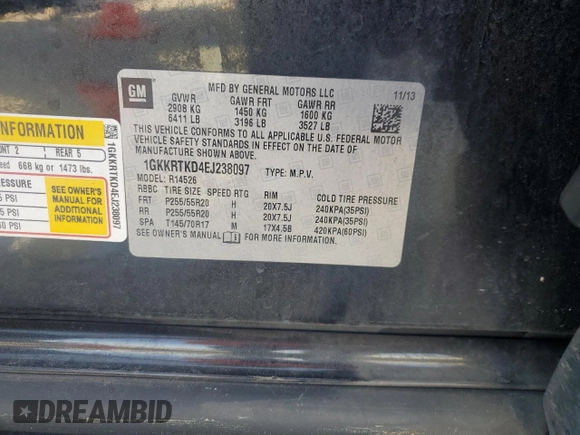 GM
MFD BY GENERAL MOTORS LLC
11/13
GVWR GAWR FRT GAWR RR
2908 KG 1450 KG 1600 KG
6411 LB 3196 LB 3527 LB
THIS VEHICLE CONFORMS TO ALL APPLICABLE U.S. FEDERAL MOTOR
VEHICLE SAFETY STANDARDS IN EFFECT ON THE DATE OF
MANUFACTURE SHOWN ABOVE.
1GKKRTKD4EJ238097 TYPE: M.P.V.
MODEL: R14526
RBBC TIRE SIZE SPEED RTG RIM COLD TIRE PRESSURE
FRT P255/55R20 H 20X7.5J 240KPA(35PSI)
RR P255/55R20 H 20X7.5J 240KPA(35PSI)
SPA T145/70R17 M 17X4.5B 420KPA(60PSI)
SEE OWNER'S MANUAL FOR MORE INFORMATION.
INFORMATION
NT 2 REAR 5
668 kg or 1473 lbs.
PRESSURE
PSI
PSI
PSI
SEE OWNER'S
MANUAL FOR
ADDITIONAL
INFORMATION
1GKKRTKD4EJ238097
DREAMBID